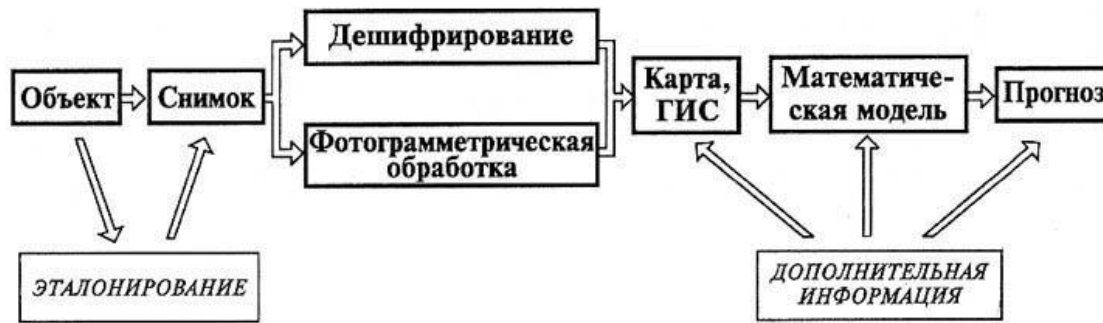 Объект
Снимок
Дешифрирование
Фотограмметрическая
обработка
Карта,
ГИС
Математиче-
ская модель
Прогноз
ЭТАЛОНИРОВАНИЕ
ДОПОЛНИТЕЛЬНАЯ
ИНФОРМАЦИЯ